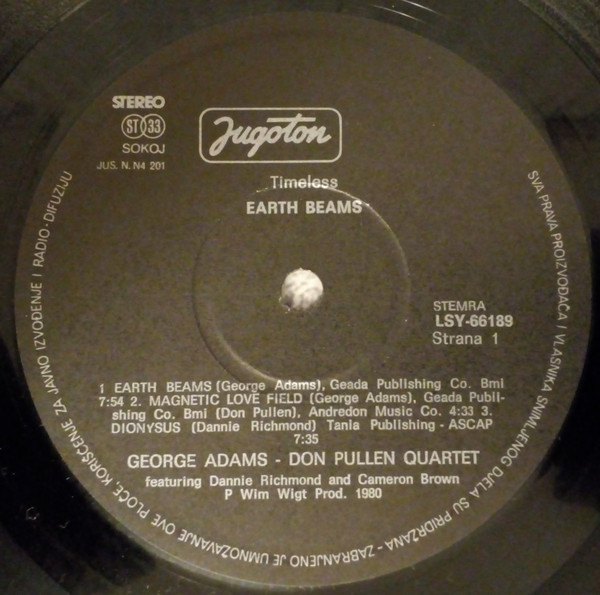 STEREO
ST 33
SOKOJ
JUS. N. N4 201
Jugoton
Timeless
EARTH BEAMS
STEMRA
LSY-66189
Strana 1
1 EARTH BEAMS (George Adams), Geada Publishing Co. Bmi
7:54 2. MAGNETIC LOVE FIELD (George Adams), Geada Publi-
shing Co. Bmi (Don Pullen), Andredon Music Co. 4:33 3.
DIONYSUS (Dannie Richmond) Tania Publishing - ASCAP
7:35
GEORGE ADAMS - DON PULLEN QUARTET
featuring Dannie Richmond and Cameron Brown
P Wim Wigt Prod. 1980
SVA PRAVA PROIZVOĐAČA I VLASNIKA SNIMLJENOG DJELA SU PRIDRŽANA - ZABRANJENO JE UMNOŽAVANJE OVE PLOČE, KORIŠĆENJE ZA JAVNO IZVOĐENJE I RADIO-DIFUZIJU